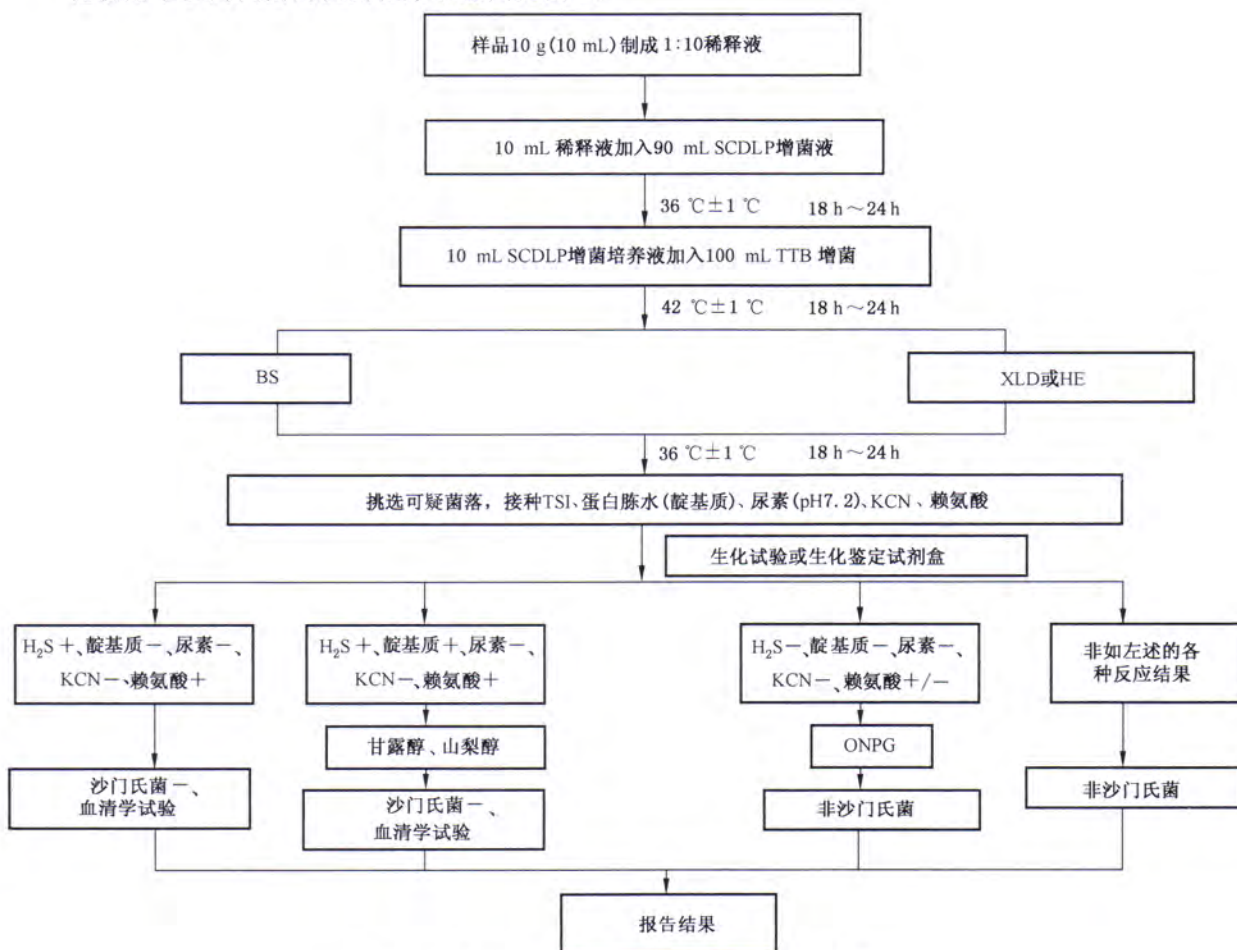 样品10 g(10 mL)制成 1:10稀释液
10 mL 稀释液加入90 mL SCDLP增菌液
36 ℃±1 ℃ 18 h～24 h
10 mL SCDLP增菌培养液加入100 mL TTB 增菌
42 ℃±1 ℃ 18 h～24 h
BS
XLD或HE
36 ℃±1 ℃ 18 h～24 h
挑选可疑菌落，接种TSI、蛋白胨水(靛基质)、尿素(pH7.2)、KCN、赖氨酸
生化试验或生化鉴定试剂盒
H₂S＋、靛基质－、尿素－、
KCN－、赖氨酸＋
H₂S＋、靛基质＋、尿素－、
KCN－、赖氨酸＋
H₂S－、靛基质－、尿素－、
KCN－、赖氨酸＋/－
非如左述的各
种反应结果
甘露醇、山梨醇
ONPG
沙门氏菌－、
血清学试验
沙门氏菌－、
血清学试验
非沙门氏菌
非沙门氏菌
报告结果